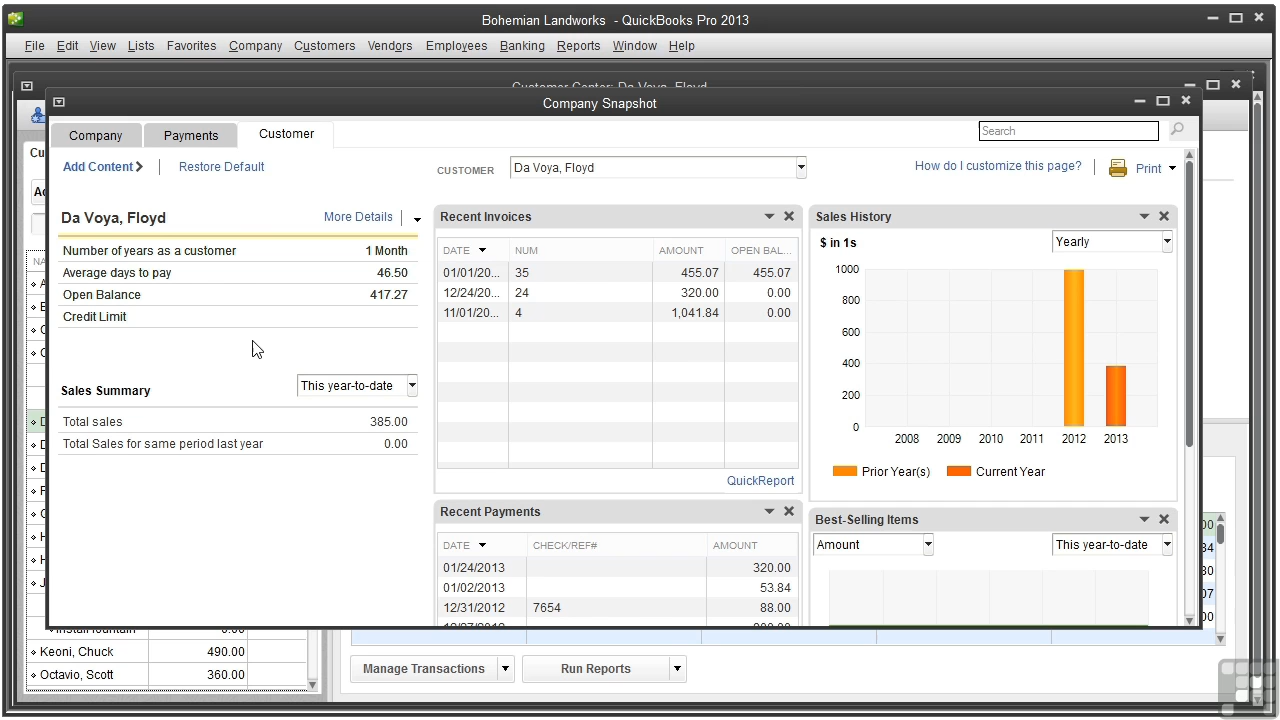 Bohemian Landworks - QuickBooks Pro 2013
File Edit View Lists Favorites Company Customers Vendors Employees Banking Reports Window Help
Customer Center: Da Voya, Floyd
Company Snapshot
Company Payments Customer
Search
Add Content Restore Default
CUSTOMER Da Voya, Floyd
How do I customize this page? Print
Da Voya, Floyd More Details
Number of years as a customer 1 Month
Average days to pay 46.50
Open Balance 417.27
Credit Limit
Sales Summary This year-to-date
Total sales 385.00
Total Sales for same period last year 0.00
Recent Invoices
DATE NUM AMOUNT OPEN BAL...
01/01/20... 35 455.07 455.07
12/24/20... 24 320.00 0.00
11/01/20... 4 1,041.84 0.00
QuickReport
Recent Payments
DATE CHECK/REF# AMOUNT
01/24/2013 320.00
01/02/2013 53.84
12/31/2012 7654 88.00
Sales History
$ in 1s Yearly
1000
800
600
400
200
0
2008 2009 2010 2011 2012 2013
Prior Year(s) Current Year
Best-Selling Items
Amount This year-to-date
Keoni, Chuck 490.00
Octavio, Scott 360.00
Manage Transactions Run Reports